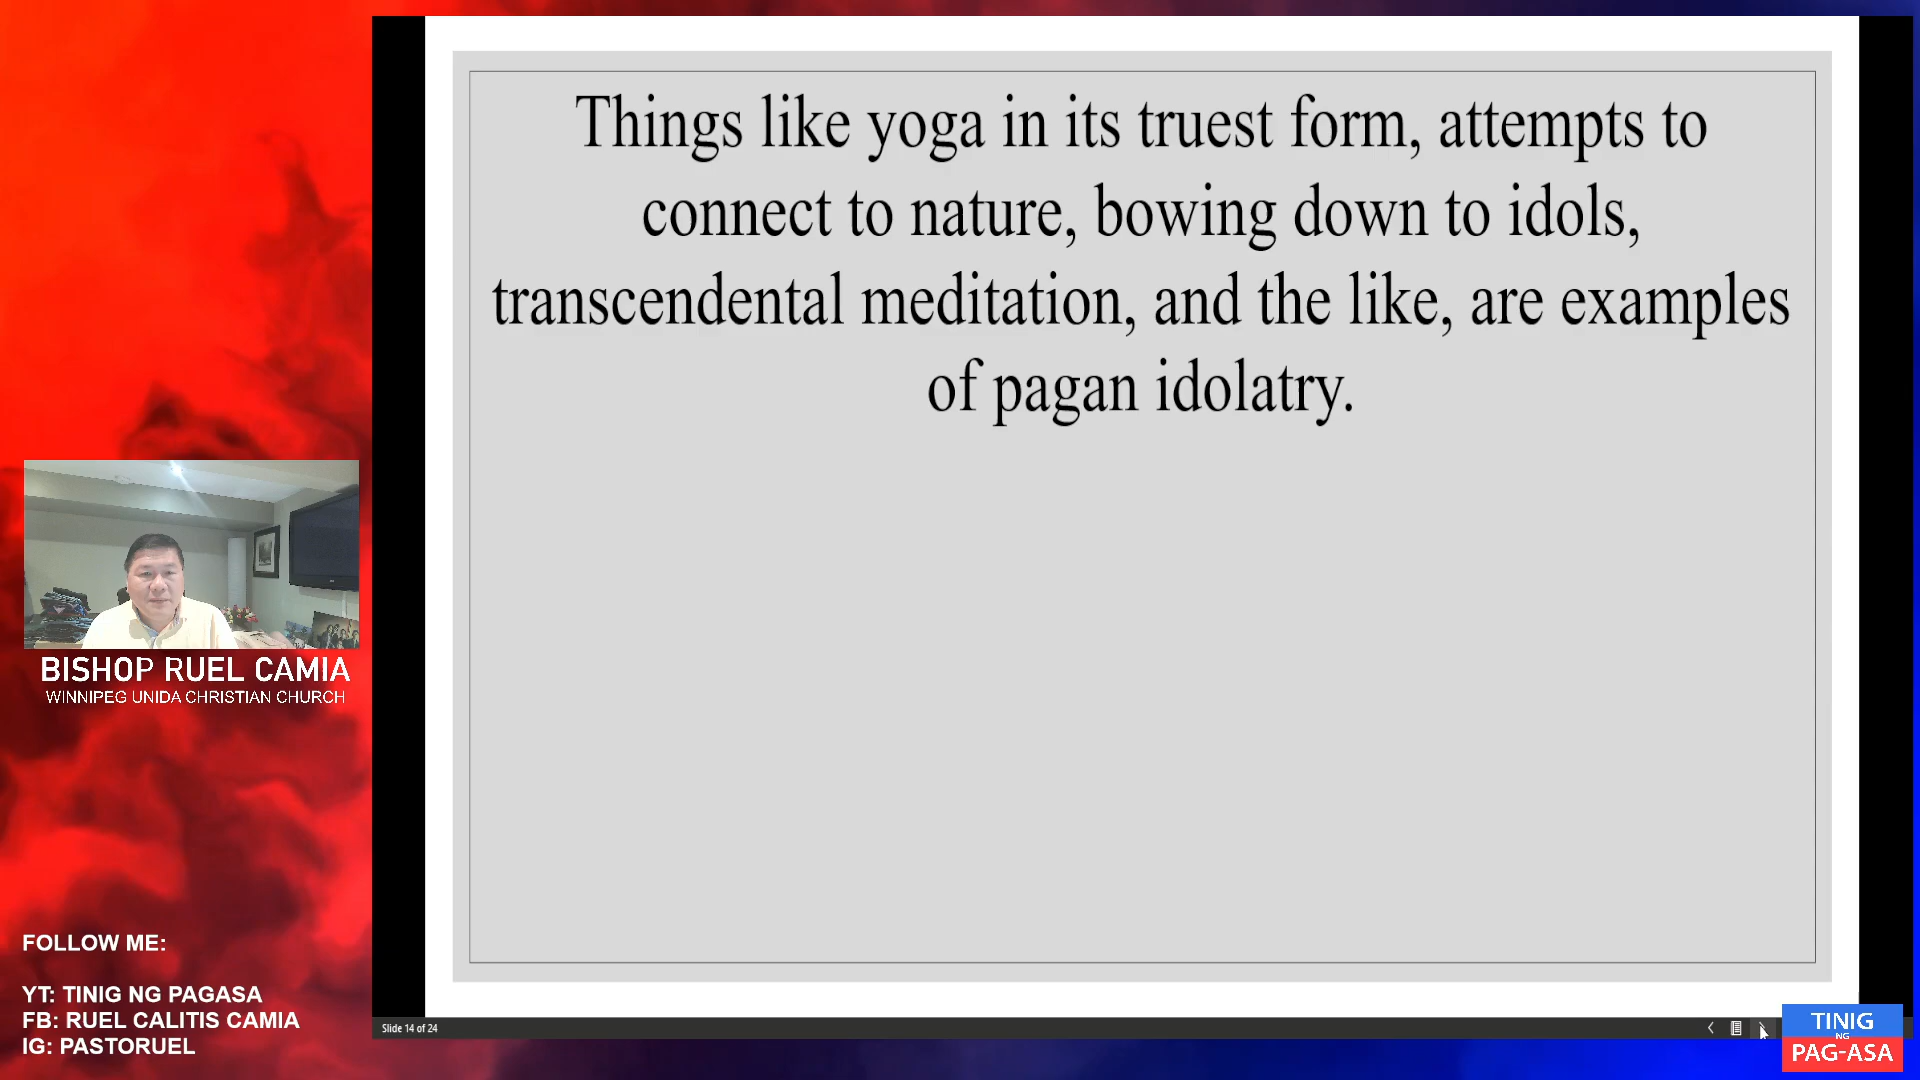 Things like yoga in its truest form, attempts to
connect to nature, bowing down to idols,
transcendental meditation, and the like, are examples
of pagan idolatry.
BISHOP RUEL CAMIA
WINNIPEG UNIDA CHRISTIAN CHURCH
FOLLOW ME:
YT: TINIG NG PAGASA
FB: RUEL CALITIS CAMIA
IG: PASTORUEL
Slide 14 of 24
TINIG
NG
PAG-ASA